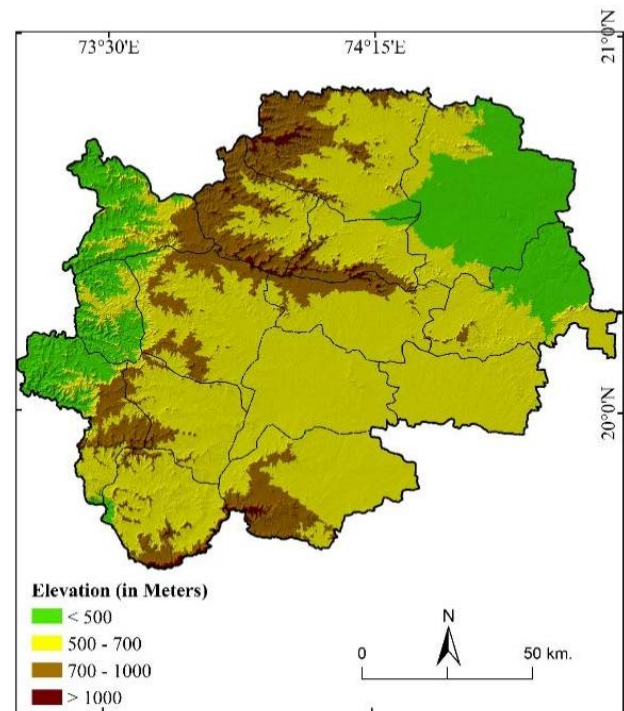 73°30'E 74°15'E
21°0'N
20°0'N
Elevation (in Meters)
< 500
500 - 700
700 - 1000
> 1000
N
0 50 km.